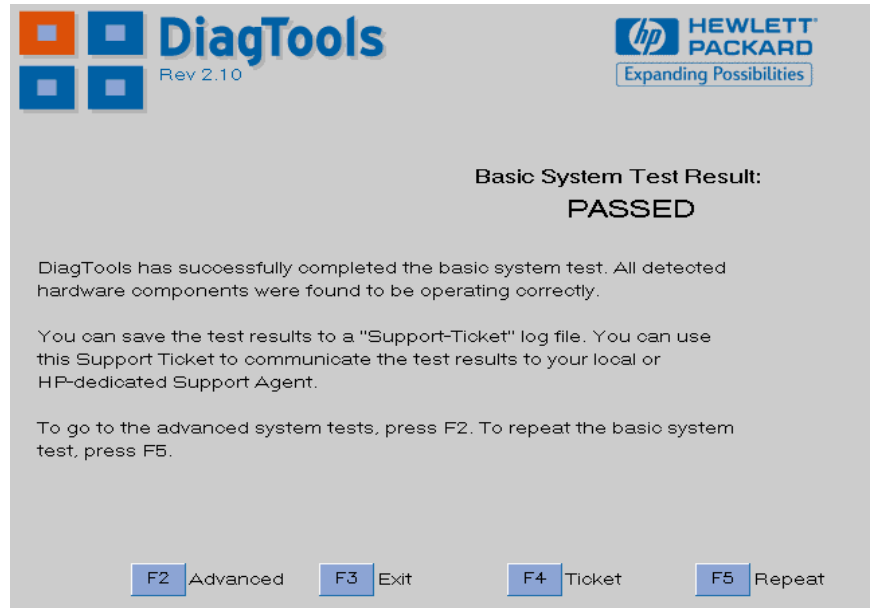 DiagTools
Rev 2.10
hp HEWLETT®
PACKARD
Expanding Possibilities
Basic System Test Result:
PASSED
DiagTools has successfully completed the basic system test. All detected
hardware components were found to be operating correctly.
You can save the test results to a "Support-Ticket" log file. You can use
this Support Ticket to communicate the test results to your local or
HP-dedicated Support Agent.
To go to the advanced system tests, press F2. To repeat the basic system
test, press F5.
F2 Advanced F3 Exit F4 Ticket F5 Repeat